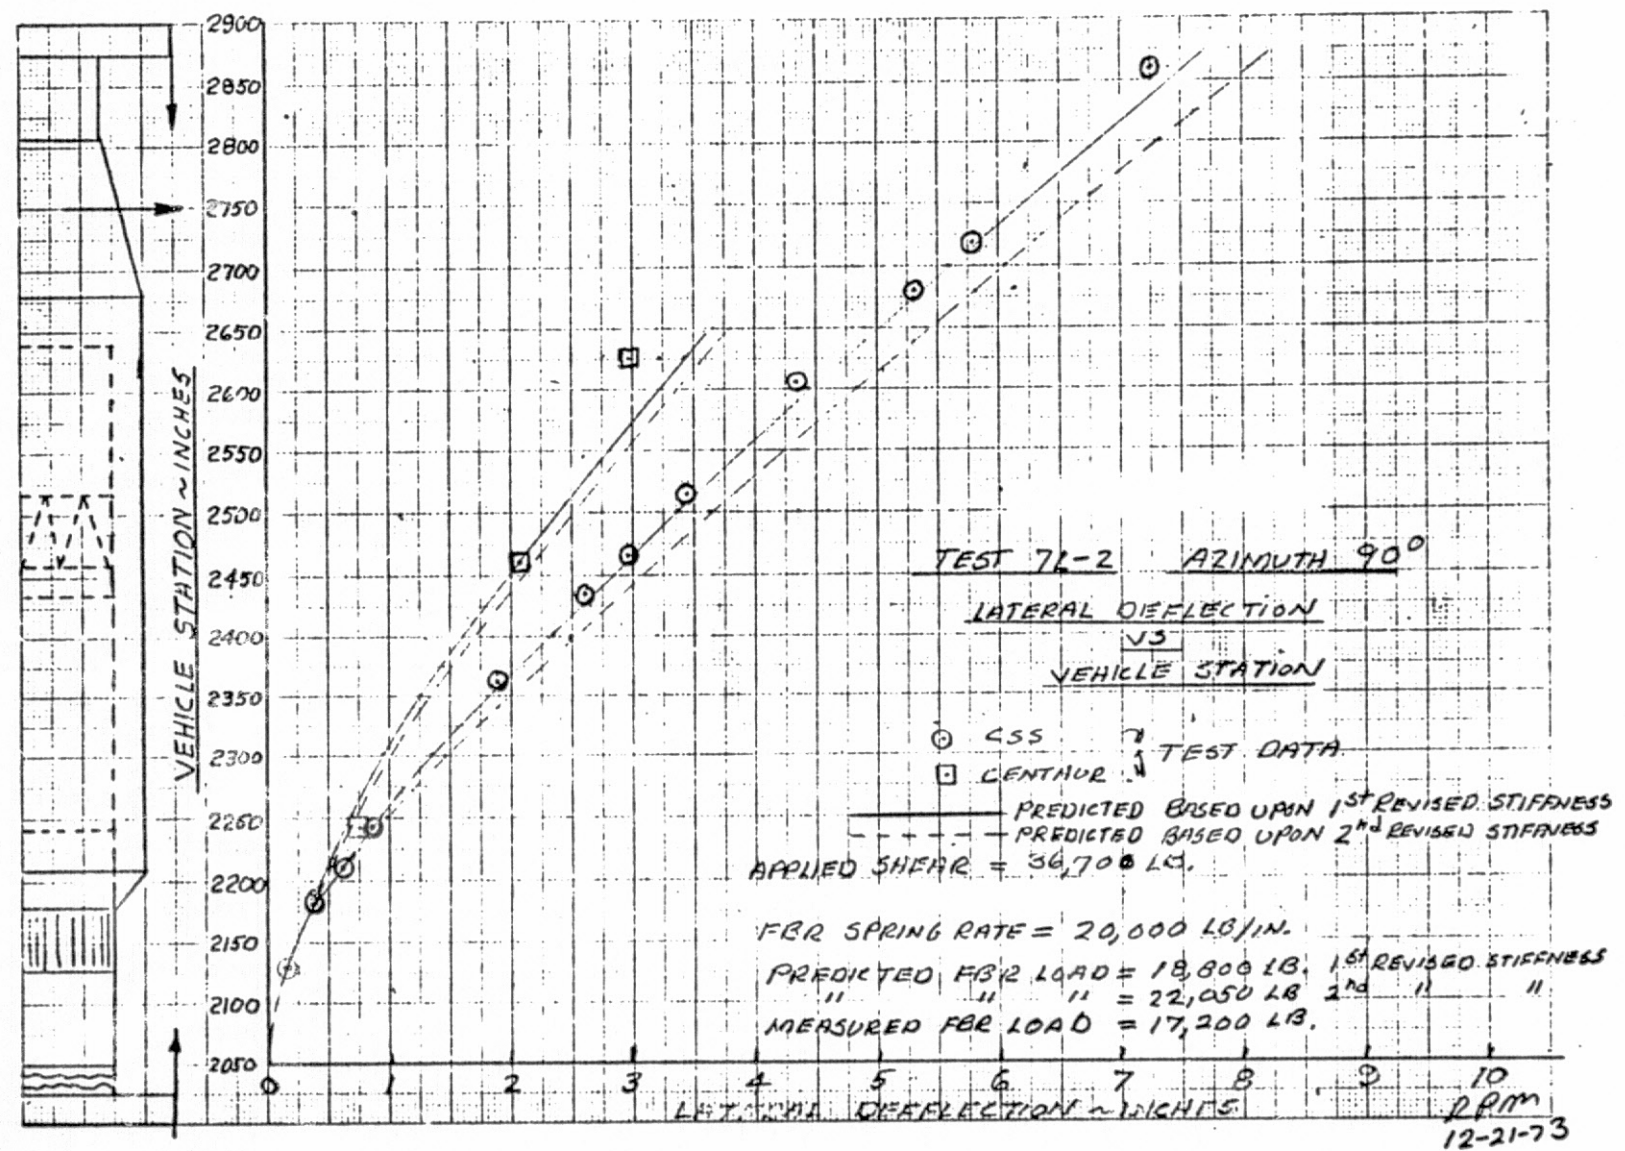 2900
2850
2800
2750
2700
2650
2600
2550
2500
2450
2400
2350
2300
2250
2200
2150
2100
2050
VEHICLE STATION ~ INCHES
0 1 2 3 4 5 6 7 8 9 10
LATERAL DEFFLECTION ~ INCHES
TEST 7L-2 AZIMUTH 90°
LATERAL DEFLECTION
VS
VEHICLE STATION
CSS
CENTAUR
TEST DATA
PREDICTED BASED UPON 1st REVISED STIFFNESS
PREDICTED BASED UPON 2nd REVISED STIFFNESS
APPLIED SHEAR = 36,700 LB.
FBR SPRING RATE = 20,000 LB/IN.
PREDICTED FBR LOAD = 18,800 LB. 1st REVISED STIFFNESS
" " " = 22,050 LB 2nd " "
MEASURED FBR LOAD = 17,200 LB.
RPM
12-21-73